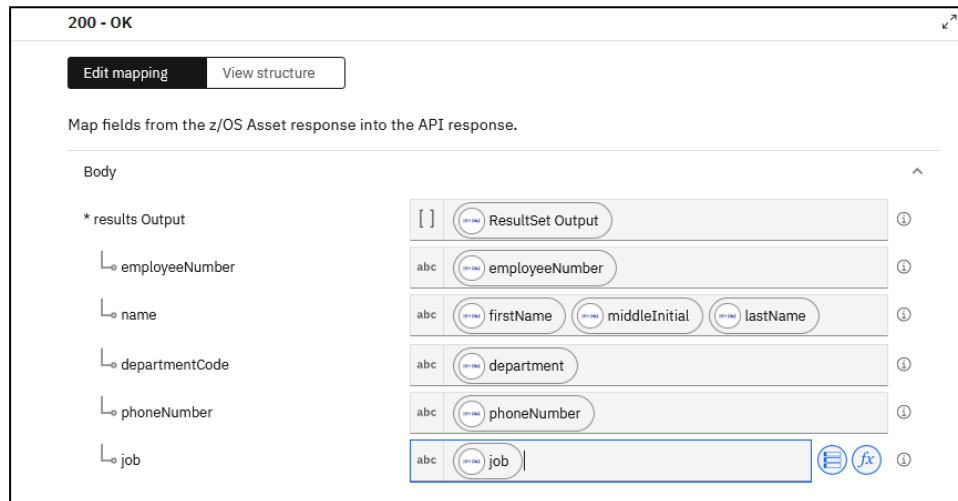 200 - OK
Edit mapping View structure
Map fields from the z/OS Asset response into the API response.
Body
* results Output [ ] ResultSet Output
employeeNumber abc employeeNumber
name abc firstName middleInitial lastName
departmentCode abc department
phoneNumber abc phoneNumber
job abc job fx